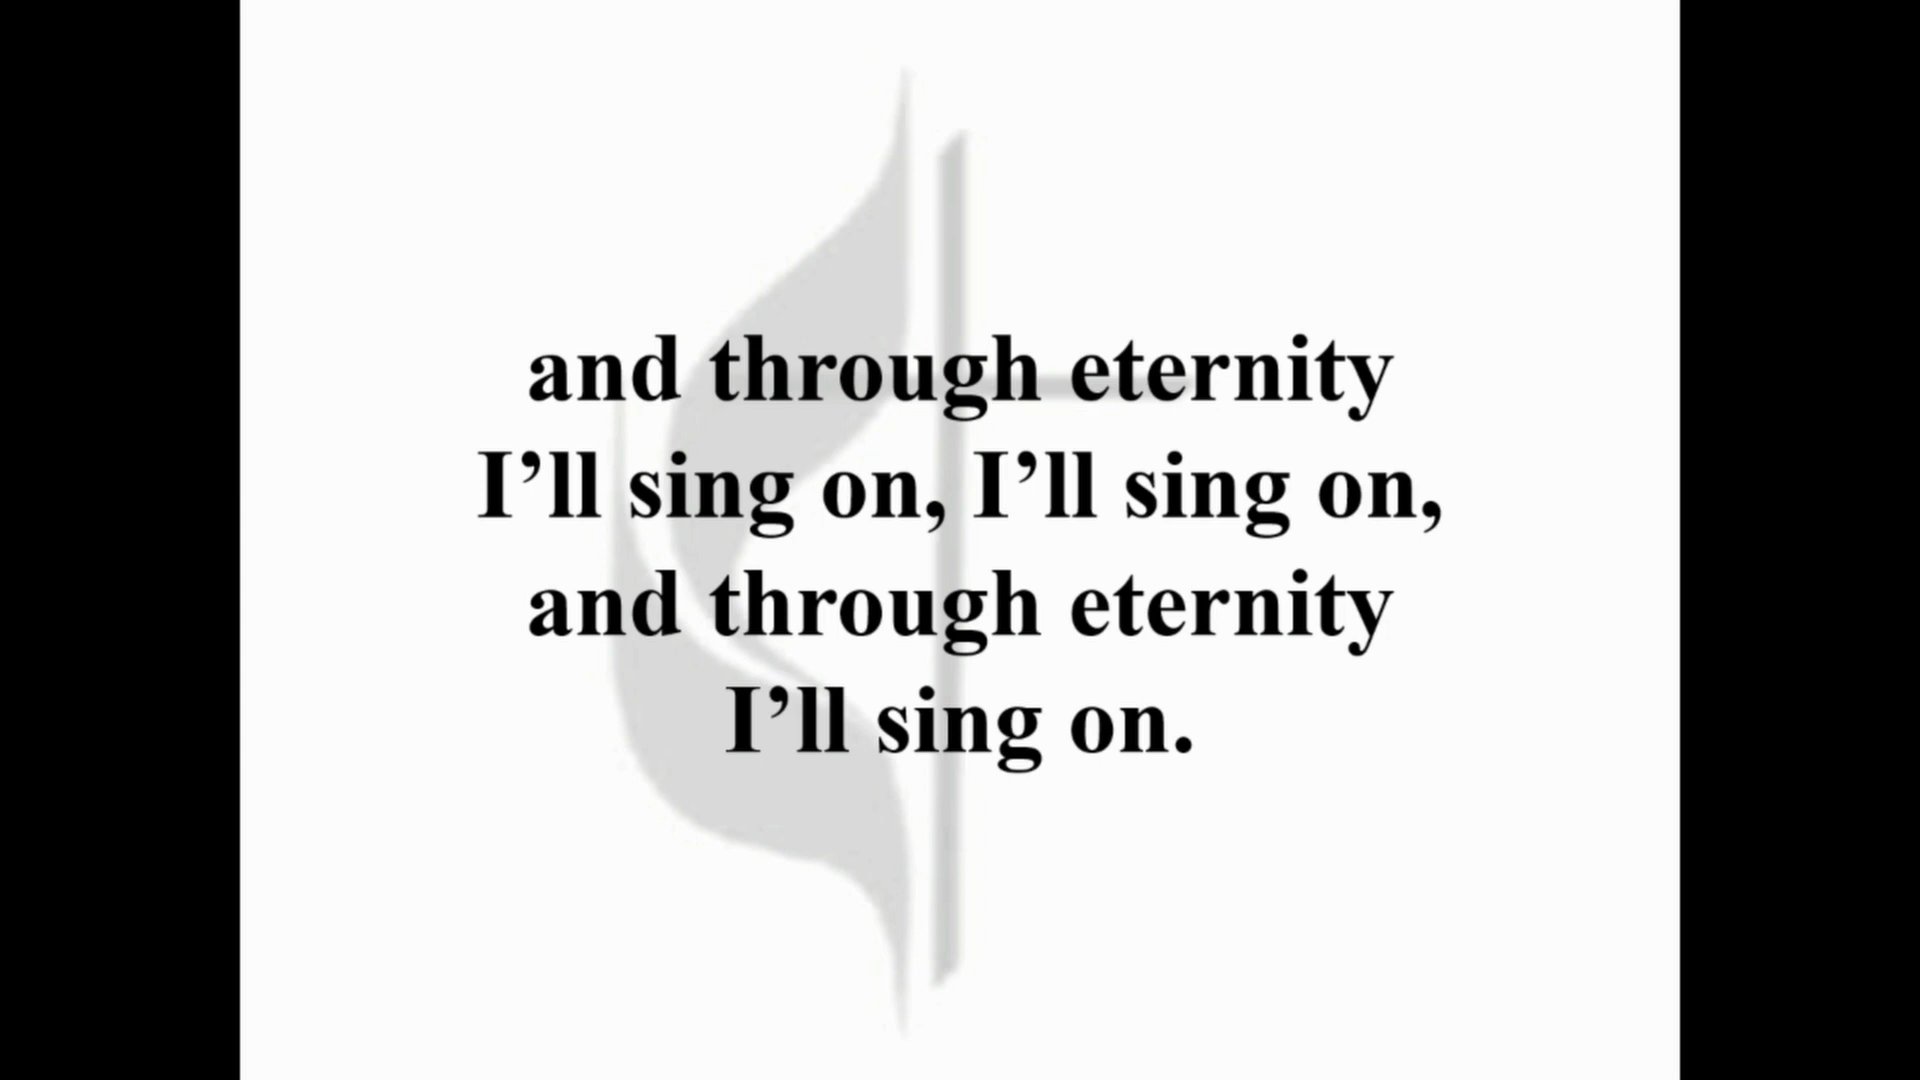 and through eternity
I’ll sing on, I’ll sing on,
and through eternity
I’ll sing on.